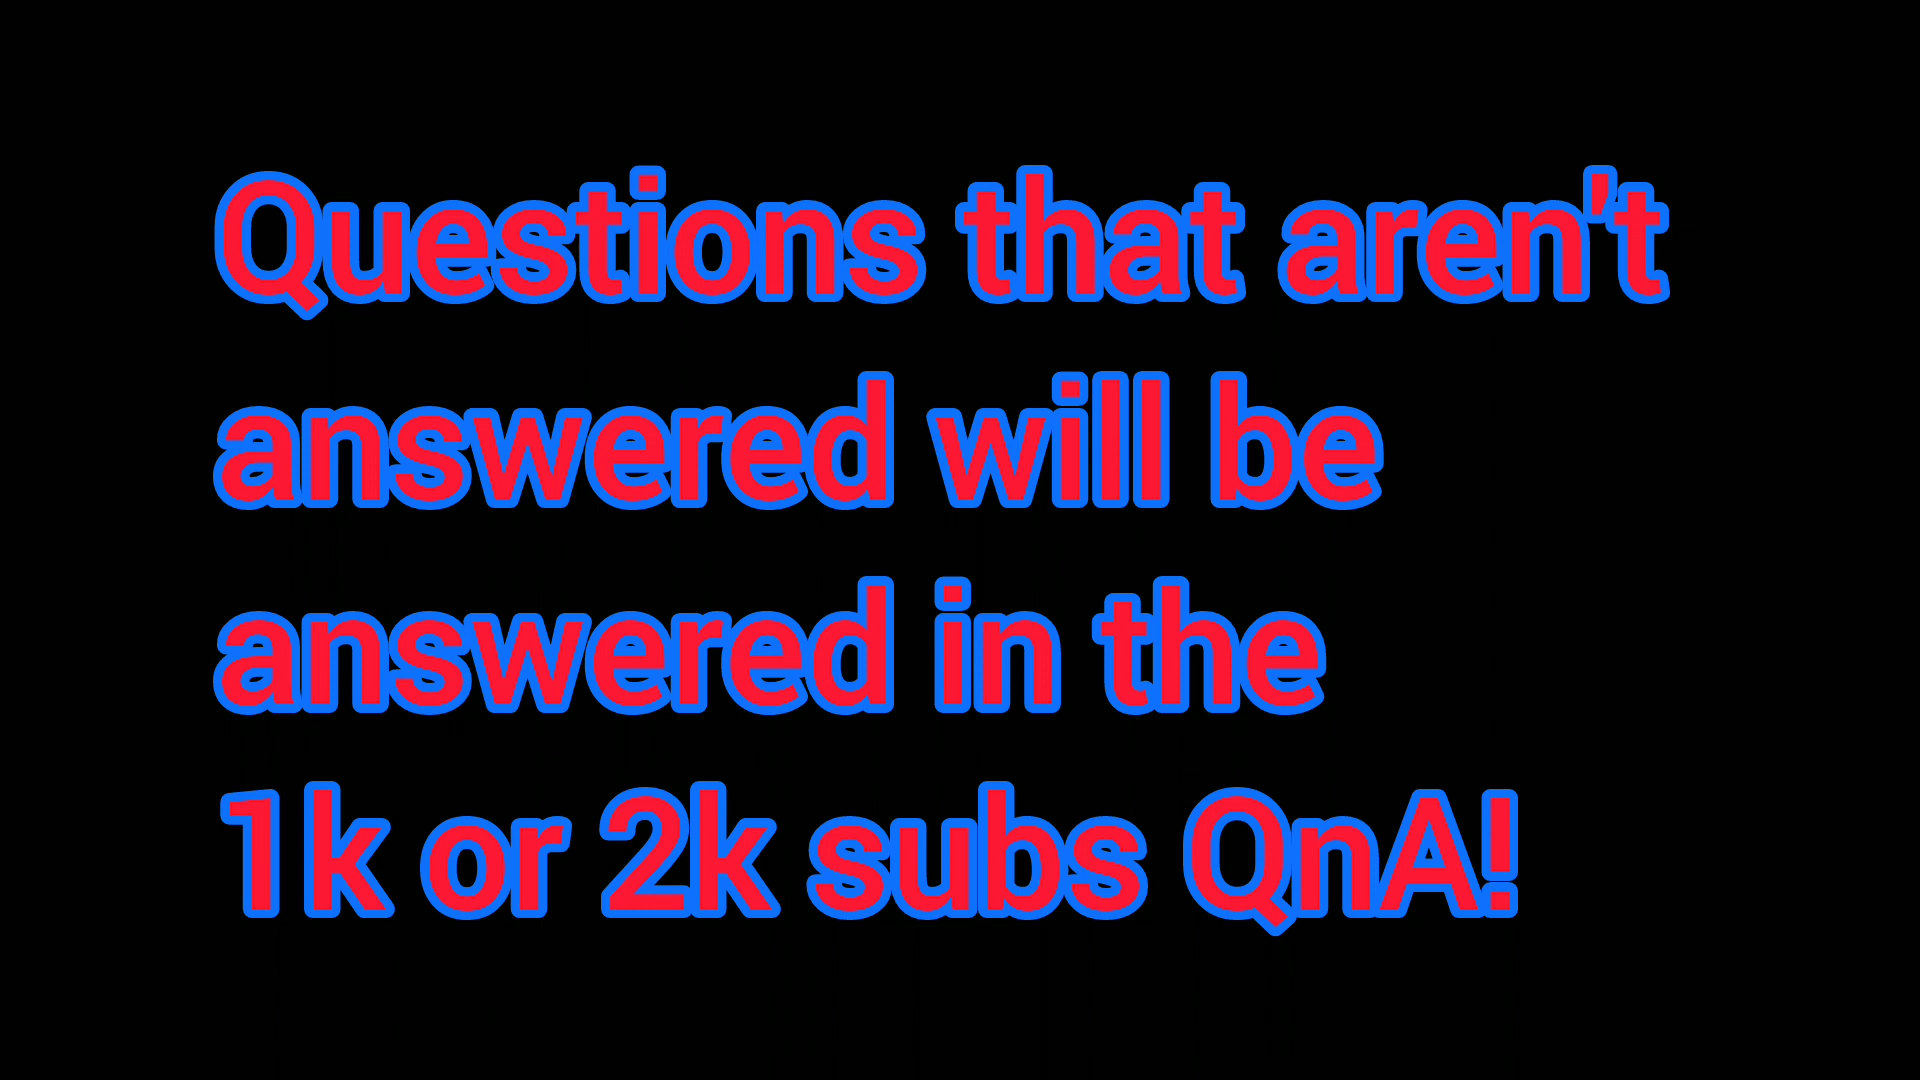 Questions that aren't
answered will be
answered in the
1k or 2k subs QnA!